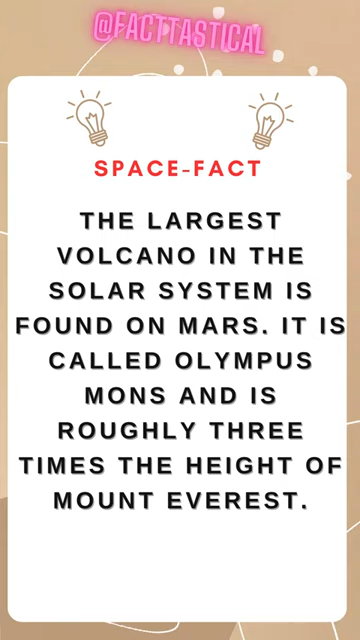 @FACTTASTICAL
SPACE-FACT
THE LARGEST
VOLCANO IN THE
SOLAR SYSTEM IS
FOUND ON MARS. IT IS
CALLED OLYMPUS
MONS AND IS
ROUGHLY THREE
TIMES THE HEIGHT OF
MOUNT EVEREST.